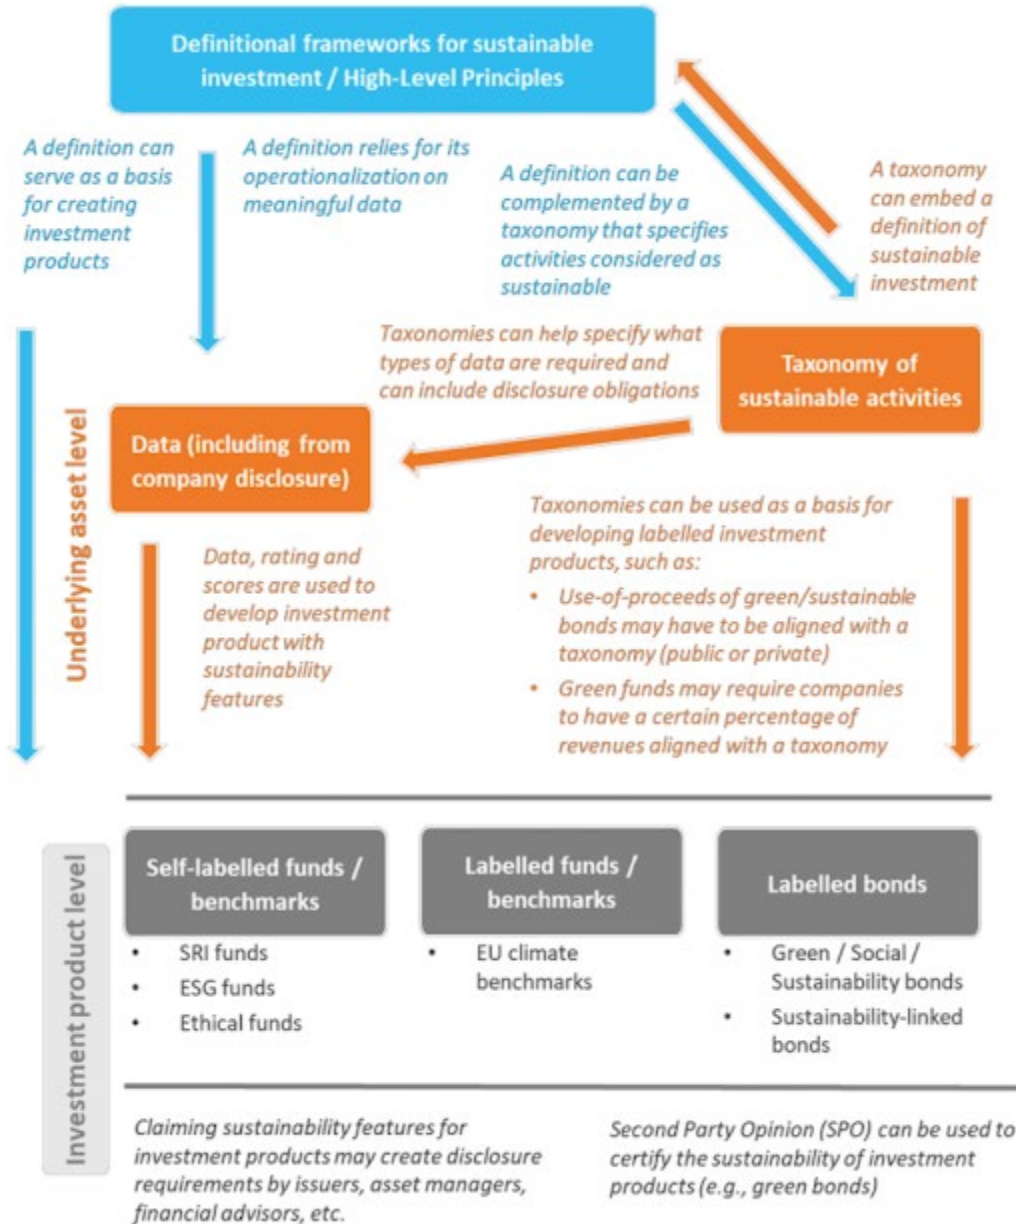 Definitional frameworks for sustainable
investment / High-Level Principles
A definition can
serve as a basis
for creating
investment
products
A definition relies for its
operationalization on
meaningful data
A definition can be
complemented by a
taxonomy that specifies
activities considered as
sustainable
A taxonomy
can embed a
definition of
sustainable
investment
Taxonomies can help specify what
types of data are required and
can include disclosure obligations
Taxonomy of
sustainable activities
Underlying asset level
Data (including from
company disclosure)
Data, rating and
scores are used to
develop investment
product with
sustainability
features
Taxonomies can be used as a basis for
developing labelled investment
products, such as:
• Use-of-proceeds of green/sustainable
bonds may have to be aligned with a
taxonomy (public or private)
• Green funds may require companies
to have a certain percentage of
revenues aligned with a taxonomy
Investment product level
Self-labelled funds /
benchmarks
• SRI funds
• ESG funds
• Ethical funds
Labelled funds /
benchmarks
• EU climate
benchmarks
Labelled bonds
• Green / Social /
Sustainability bonds
• Sustainability-linked
bonds
Claiming sustainability features for
investment products may create disclosure
requirements by issuers, asset managers,
financial advisors, etc.
Second Party Opinion (SPO) can be used to
certify the sustainability of investment
products (e.g., green bonds)